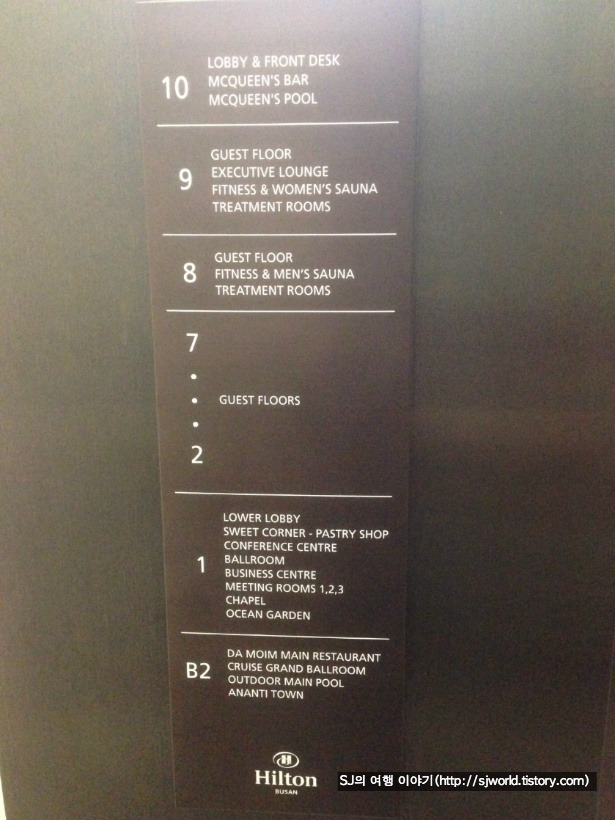 10
LOBBY & FRONT DESK
MCQUEEN'S BAR
MCQUEEN'S POOL
9
GUEST FLOOR
EXECUTIVE LOUNGE
FITNESS & WOMEN'S SAUNA
TREATMENT ROOMS
8
GUEST FLOOR
FITNESS & MEN'S SAUNA
TREATMENT ROOMS
7
GUEST FLOORS
2
1
LOWER LOBBY
SWEET CORNER - PASTRY SHOP
CONFERENCE CENTRE
BALLROOM
BUSINESS CENTRE
MEETING ROOMS 1,2,3
CHAPEL
OCEAN GARDEN
B2
DA MOIM MAIN RESTAURANT
CRUISE GRAND BALLROOM
OUTDOOR MAIN POOL
ANANTI TOWN
H
Hilton
BUSAN
SJ의 여행 이야기(http://sjworld.tistory.com)